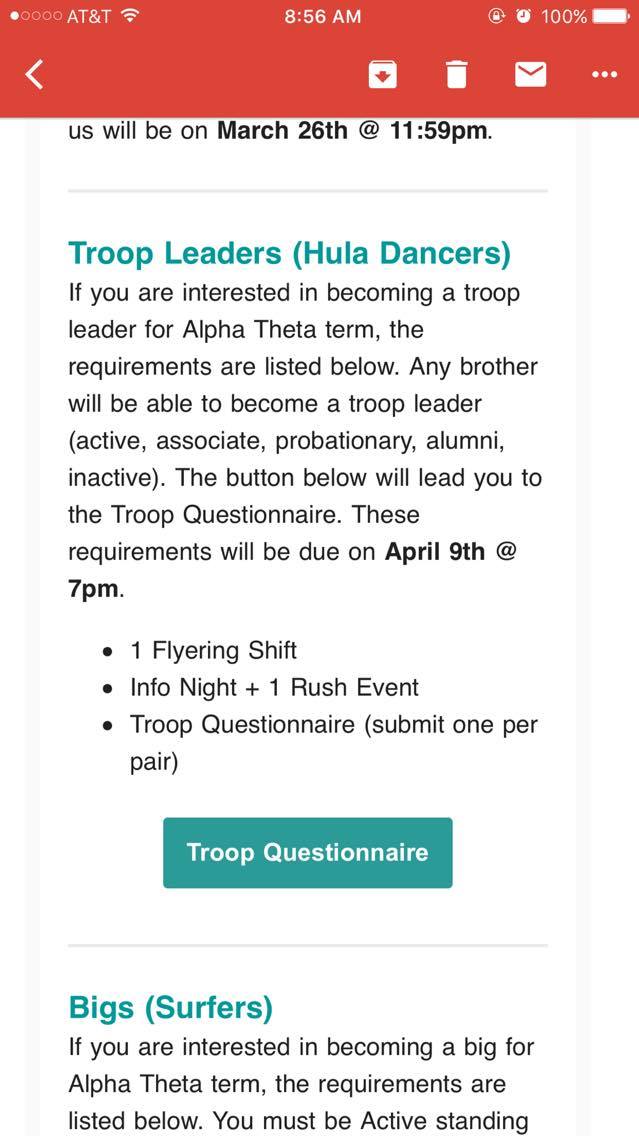 AT&T 8:56 AM 100%
us will be on March 26th @ 11:59pm.
Troop Leaders (Hula Dancers)
If you are interested in becoming a troop
leader for Alpha Theta term, the
requirements are listed below. Any brother
will be able to become a troop leader
(active, associate, probationary, alumni,
inactive). The button below will lead you to
the Troop Questionnaire. These
requirements will be due on April 9th @
7pm.
• 1 Flyering Shift
• Info Night + 1 Rush Event
• Troop Questionnaire (submit one per
pair)
Troop Questionnaire
Bigs (Surfers)
If you are interested in becoming a big for
Alpha Theta term, the requirements are
listed below. You must be Active standing